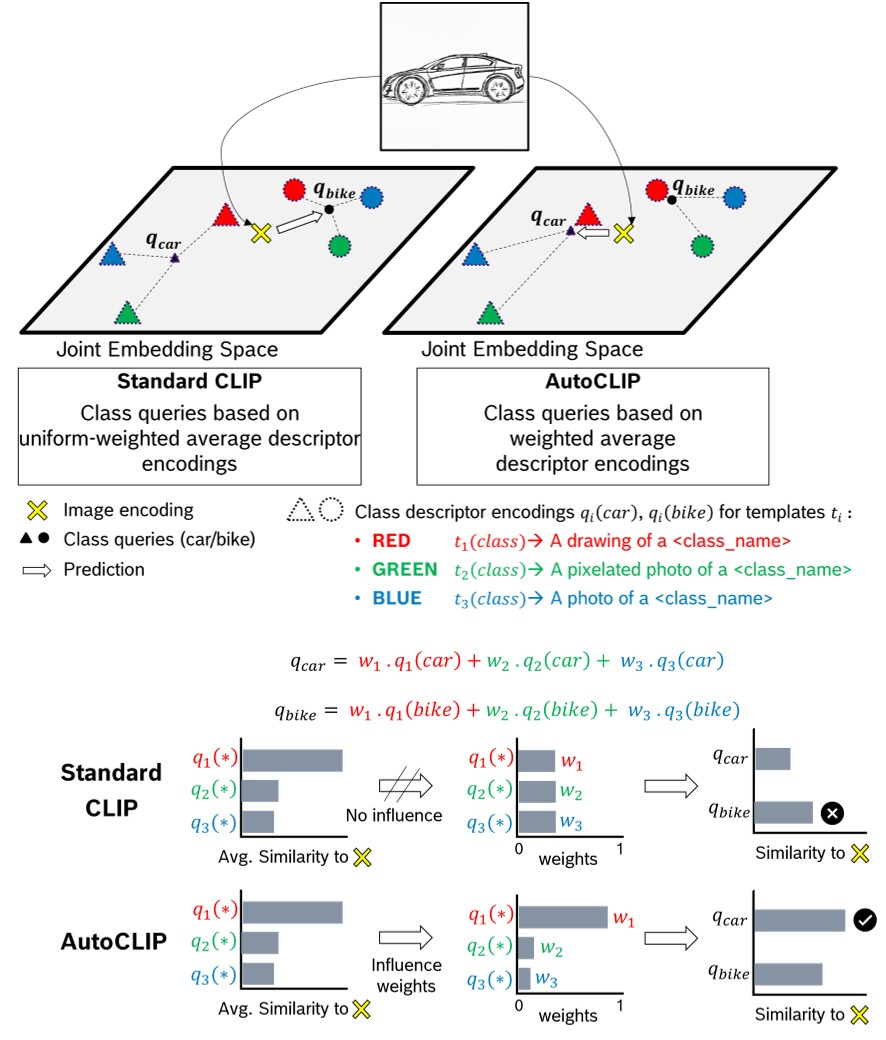 q_bike
q_car
q_bike
q_car
Joint Embedding Space
Joint Embedding Space
Standard CLIP
Class queries based on
uniform-weighted average descriptor
encodings
AutoCLIP
Class queries based on
weighted average
descriptor encodings
Image encoding
Class queries (car/bike)
Prediction
Class descriptor encodings q_i(car), q_i(bike) for templates t_i :
• RED t_1(class)→ A drawing of a <class_name>
• GREEN t_2(class)→ A pixelated photo of a <class_name>
• BLUE t_3(class)→ A photo of a <class_name>
q_car = w_1 . q_1(car) + w_2 . q_2(car) + w_3 . q_3(car)
q_bike = w_1 . q_1(bike) + w_2 . q_2(bike) + w_3 . q_3(bike)
Standard
CLIP
q_1(∗)
q_2(∗)
q_3(∗)
Avg. Similarity to
No influence
q_1(∗) w_1
q_2(∗) w_2
q_3(∗) w_3
0 1
weights
q_car
q_bike
Similarity to
AutoCLIP
q_1(∗)
q_2(∗)
q_3(∗)
Avg. Similarity to
Influence
weights
q_1(∗) w_1
q_2(∗) w_2
q_3(∗) w_3
0 1
weights
q_car
q_bike
Similarity to